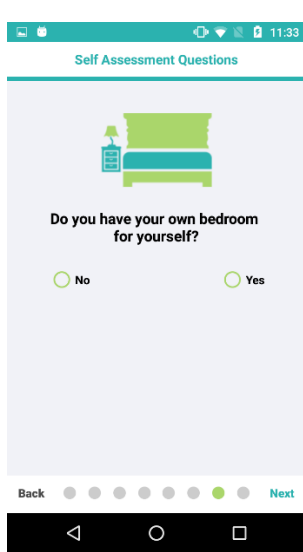 11:33
Self Assessment Questions
Do you have your own bedroom
for yourself?
No Yes
Back Next